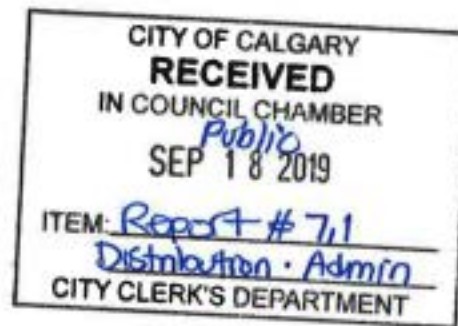 CITY OF CALGARY
RECEIVED
IN COUNCIL CHAMBER
Public
SEP 18 2019
ITEM: Report # 7.1
Distribution · Admin
CITY CLERK'S DEPARTMENT